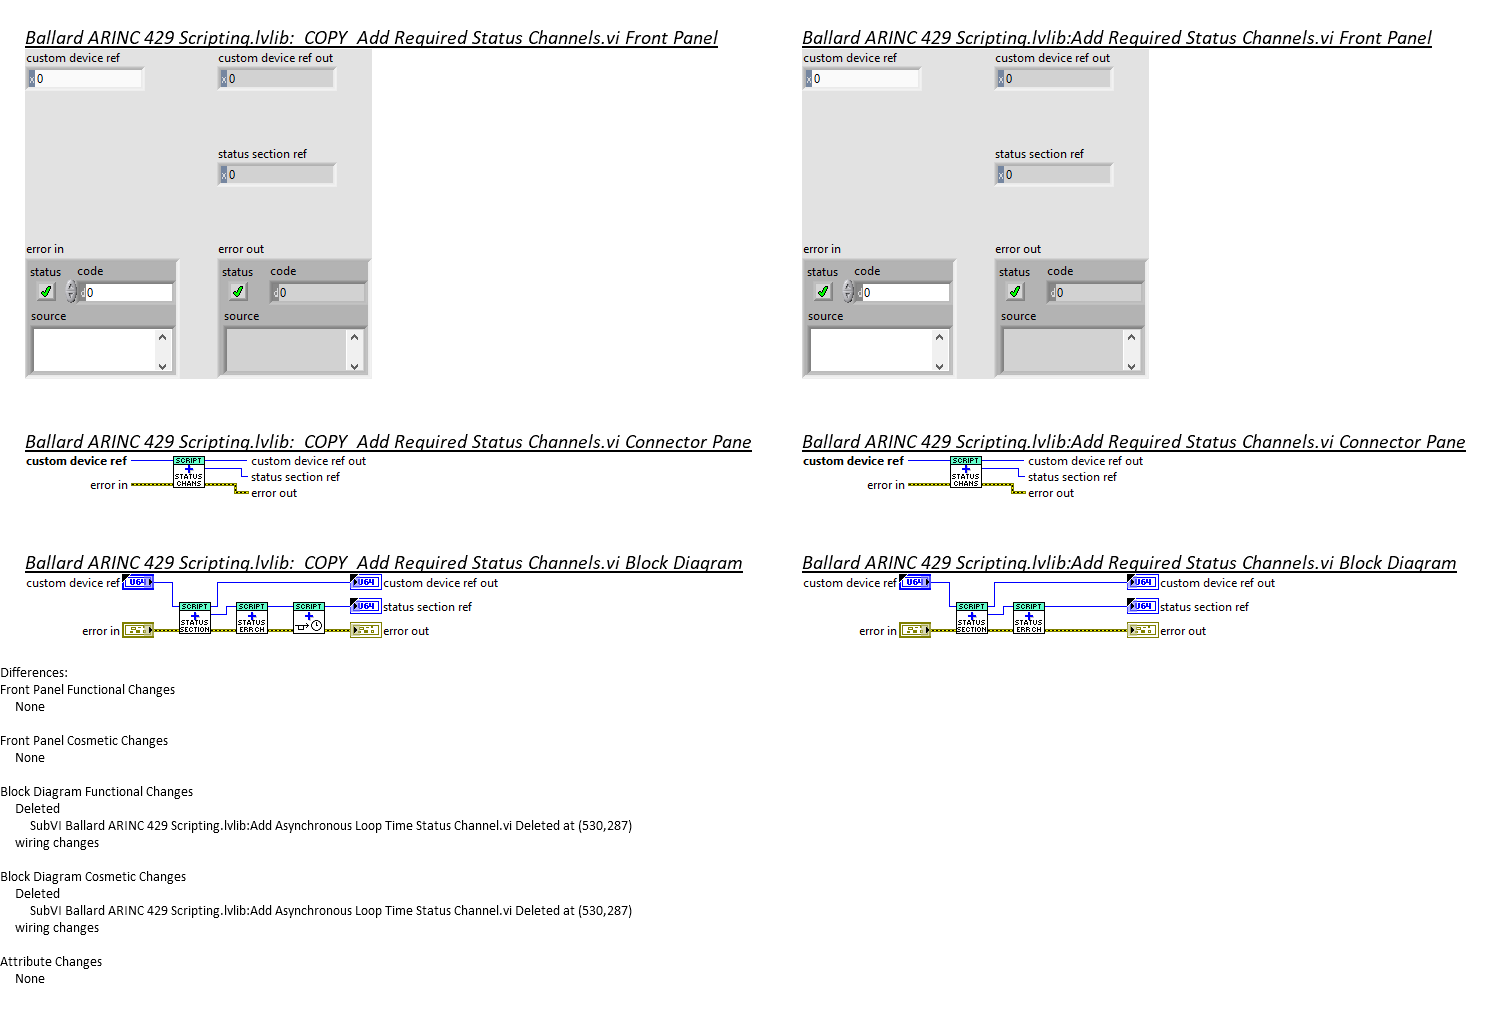 Ballard ARINC 429 Scripting.lvlib:  COPY  Add Required Status Channels.vi Front Panel
custom device ref
custom device ref out
x 0
x 0
status section ref
x 0
error in
error out
status
code
status
code
d 0
d 0
source
source
Ballard ARINC 429 Scripting.lvlib:Add Required Status Channels.vi Front Panel
custom device ref
custom device ref out
x 0
x 0
status section ref
x 0
error in
error out
status
code
status
code
d 0
d 0
source
source
Ballard ARINC 429 Scripting.lvlib:  COPY  Add Required Status Channels.vi Connector Pane
custom device ref
SCRIPT
STATUS
CHANS
custom device ref out
status section ref
error in
error out
Ballard ARINC 429 Scripting.lvlib:Add Required Status Channels.vi Connector Pane
custom device ref
SCRIPT
STATUS
CHANS
custom device ref out
status section ref
error in
error out
Ballard ARINC 429 Scripting.lvlib:  COPY  Add Required Status Channels.vi Block Diagram
custom device ref
U64
U64
custom device ref out
SCRIPT
STATUS
SECTION
SCRIPT
STATUS
ERR CH
SCRIPT
U64
status section ref
error in
error out
Ballard ARINC 429 Scripting.lvlib:Add Required Status Channels.vi Block Diagram
custom device ref
U64
U64
custom device ref out
SCRIPT
STATUS
SECTION
SCRIPT
STATUS
ERR CH
U64
status section ref
error in
error out
Differences:
Front Panel Functional Changes
None
Front Panel Cosmetic Changes
None
Block Diagram Functional Changes
Deleted
SubVI Ballard ARINC 429 Scripting.lvlib:Add Asynchronous Loop Time Status Channel.vi Deleted at (530,287)
wiring changes
Block Diagram Cosmetic Changes
Deleted
SubVI Ballard ARINC 429 Scripting.lvlib:Add Asynchronous Loop Time Status Channel.vi Deleted at (530,287)
wiring changes
Attribute Changes
None